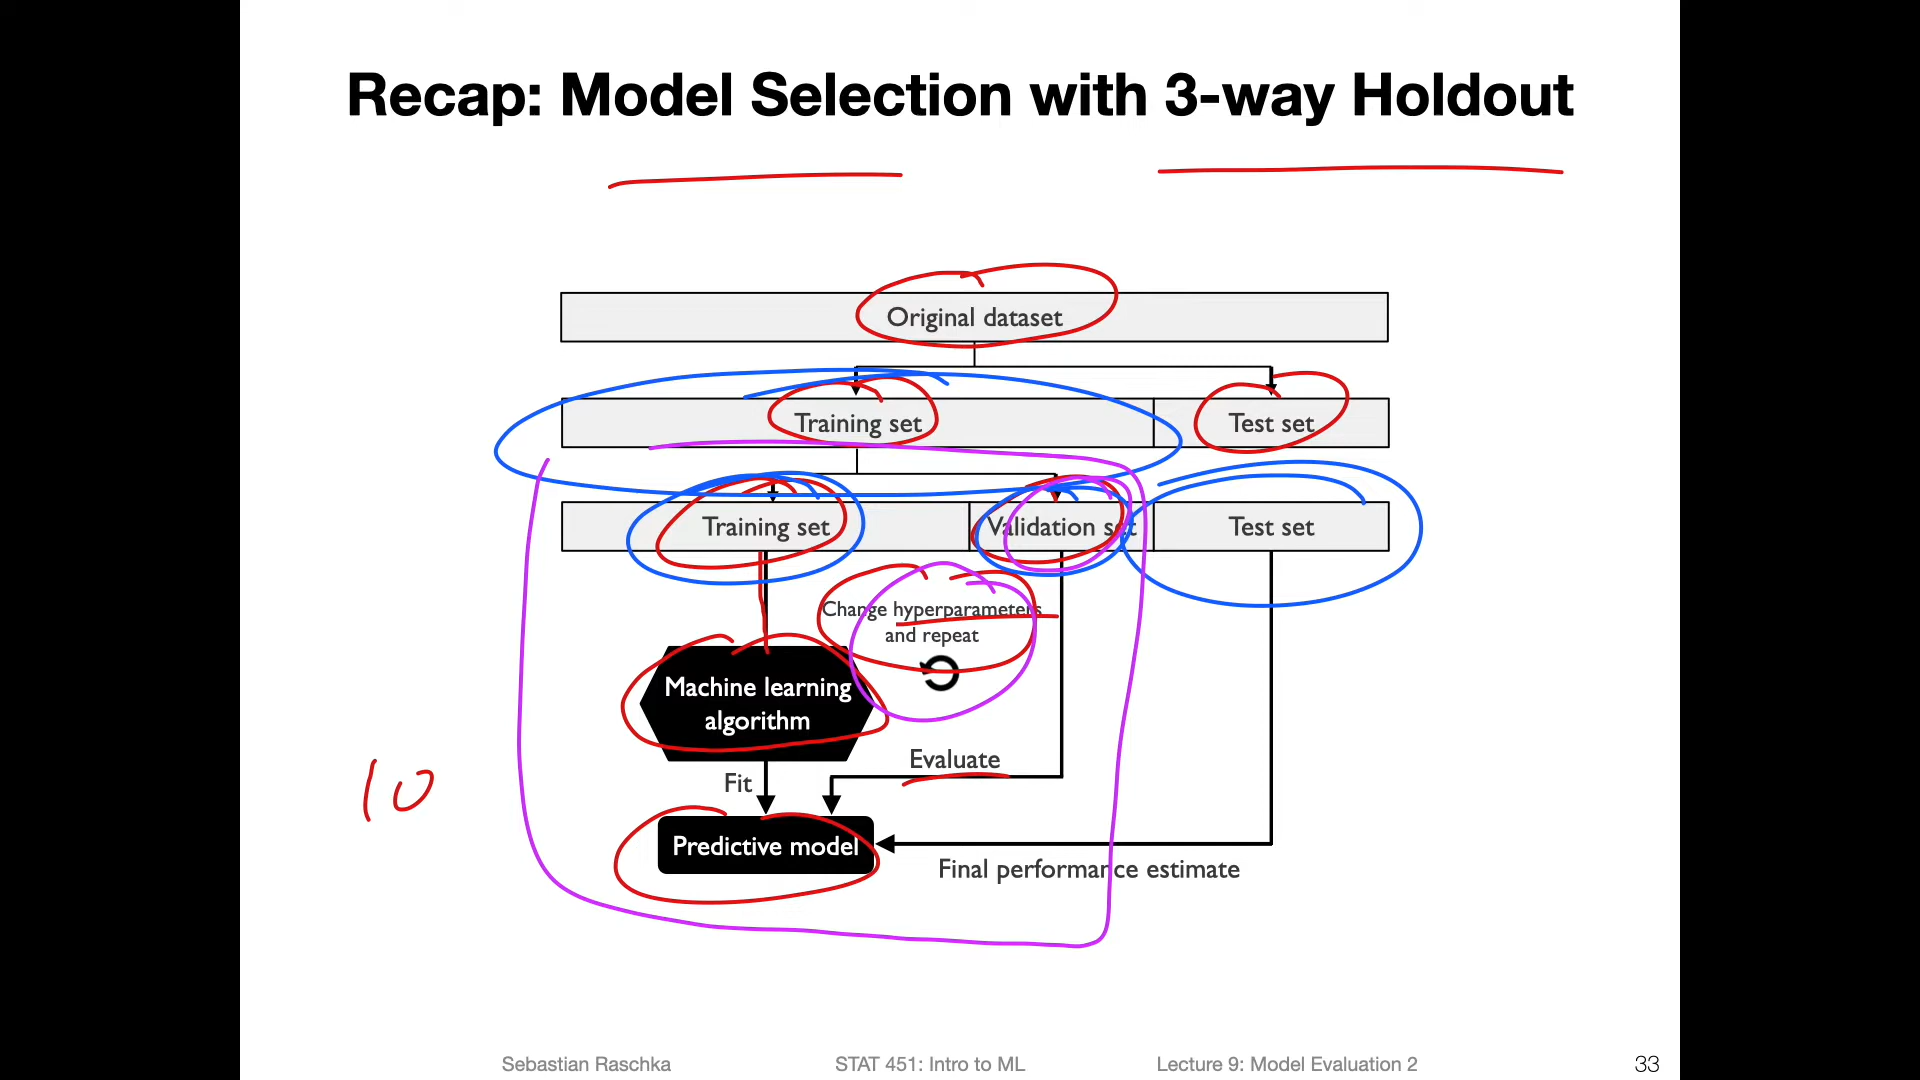 Recap: Model Selection with 3-way Holdout
Original dataset
Training set Test set
Training set Validation set Test set
Change hyperparameters
and repeat
Machine learning
algorithm
Evaluate
Fit
10
Predictive model
Final performance estimate
Sebastian Raschka STAT 451: Intro to ML Lecture 9: Model Evaluation 2 33